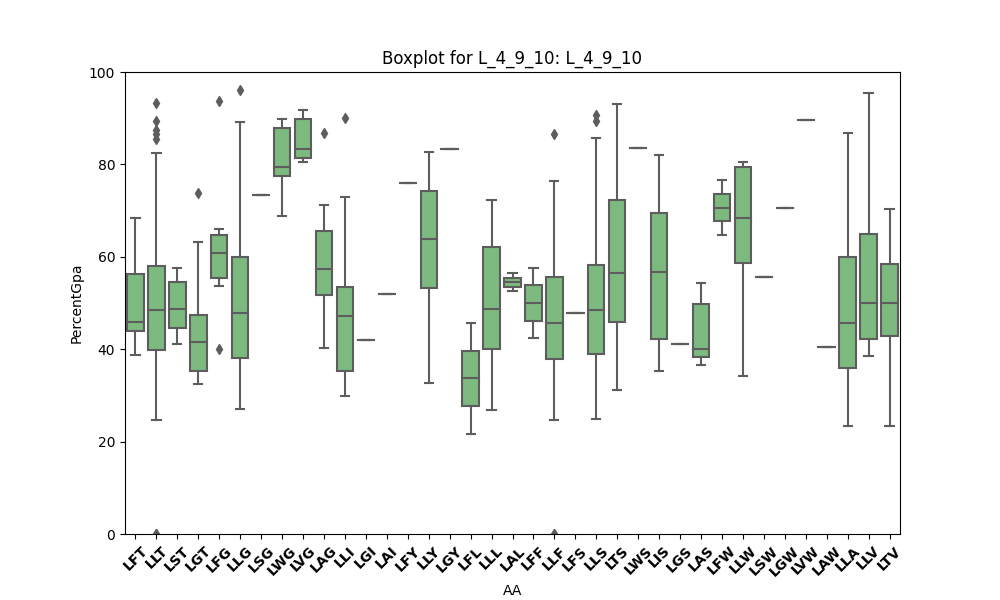 Boxplot for L_4_9_10: L_4_9_10
100
80
60
40
20
0
PercentGpa
LFT LLT LST LGT LFG LLG LSG LWG LVG LAG LLI LGI LAI LFY LLY LGY LFL LLL LAL LFF LLF LFS LLS LTS LWS LIS LGS LAS LFW LLW LSW LGW LVW LAW LLA LLV LTV
AA